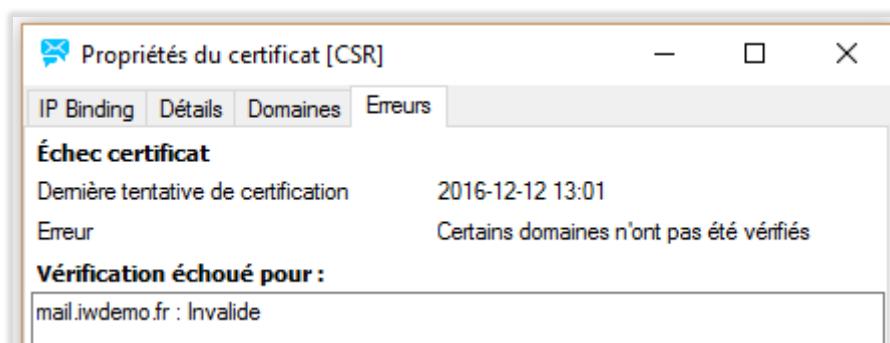 Propriétés du certificat [CSR]
IP Binding Détails Domaines Erreurs
Échec certificat
Dernière tentative de certification 2016-12-12 13:01
Erreur Certains domaines n'ont pas été vérifiés
Vérification échoué pour :
mail.iwdemo.fr : Invalide